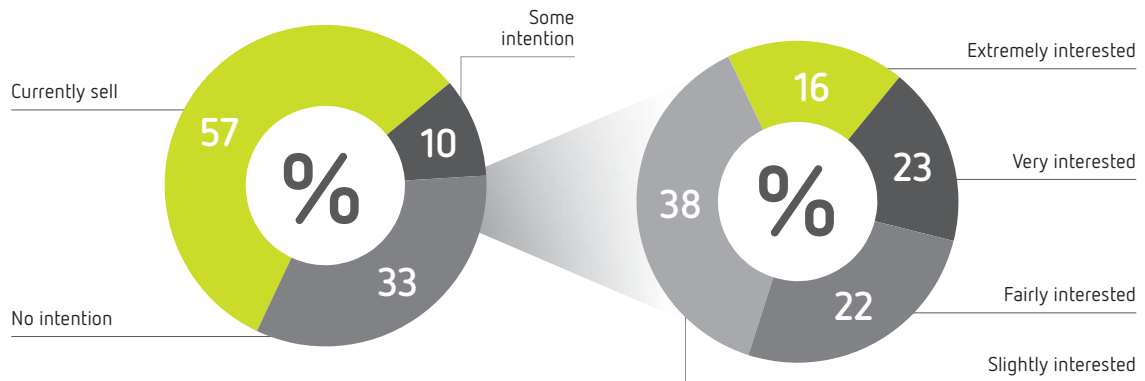 Some
intention
Currently sell
57
10
%
33
No intention
Extremely interested
16
Very interested
23
38
%
Fairly interested
22
Slightly interested